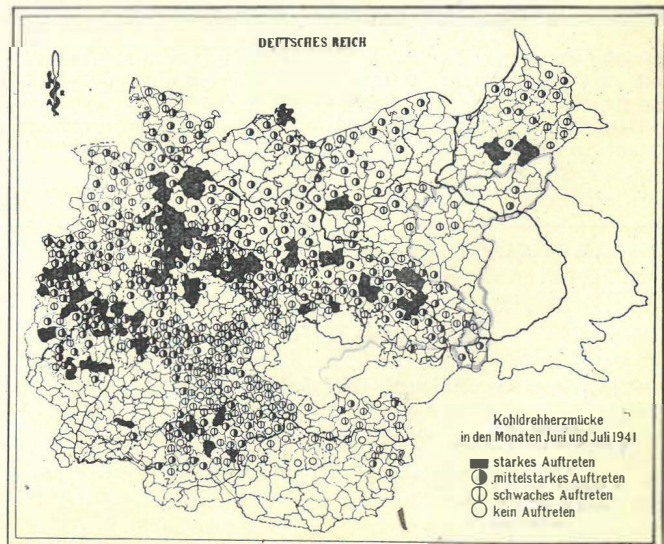 DEUTSCHES REICH
Kohldrehherzmücke
in den Monaten Juni und Juli 1941
starkes Auftreten
mittelstarkes Auftreten
schwaches Auftreten
kein Auftreten